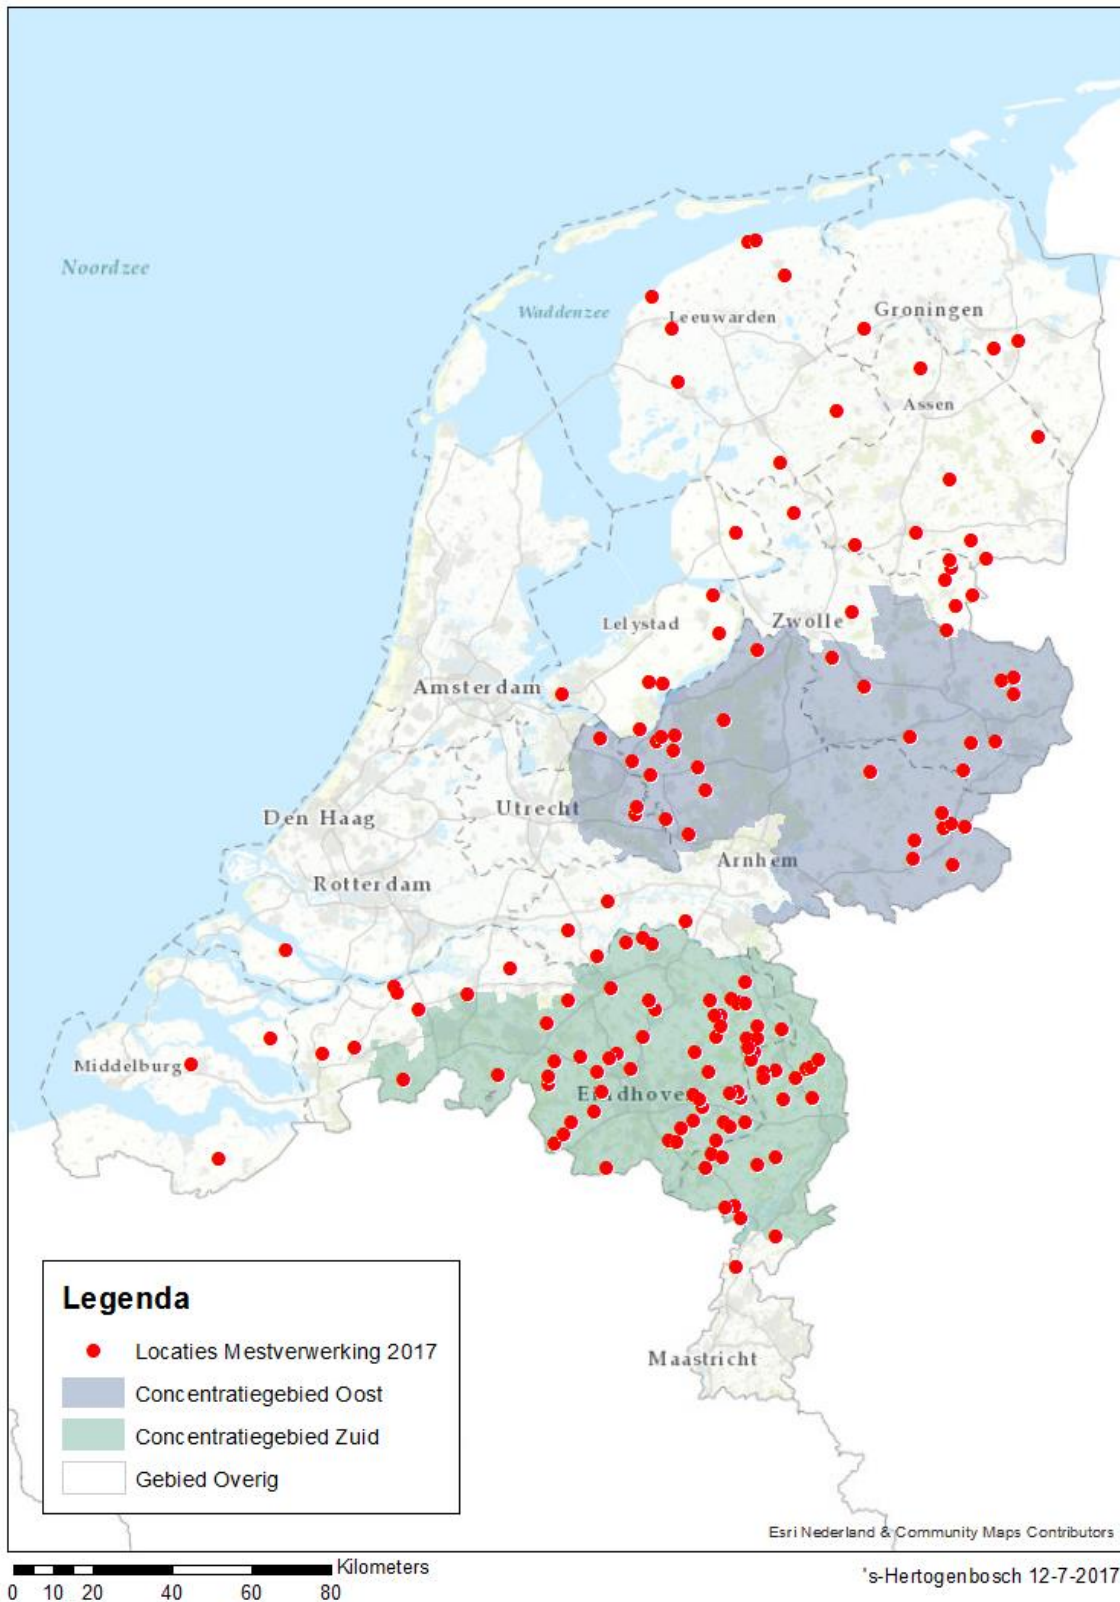 Noordzee
Waddenzee
Leeuwarden
Groningen
Assen
Lelystad
Zwolle
Amsterdam
Utrecht
Den Haag
Arnhem
Rotterdam
Middelburg
Eindhoven
Maastricht
Legenda
Locaties Mestverwerking 2017
Concentratiegebied Oost
Concentratiegebied Zuid
Gebied Overig
Esri Nederland & Community Maps Contributors
Kilometers
0 10 20 40 60 80
's-Hertogenbosch 12-7-2017